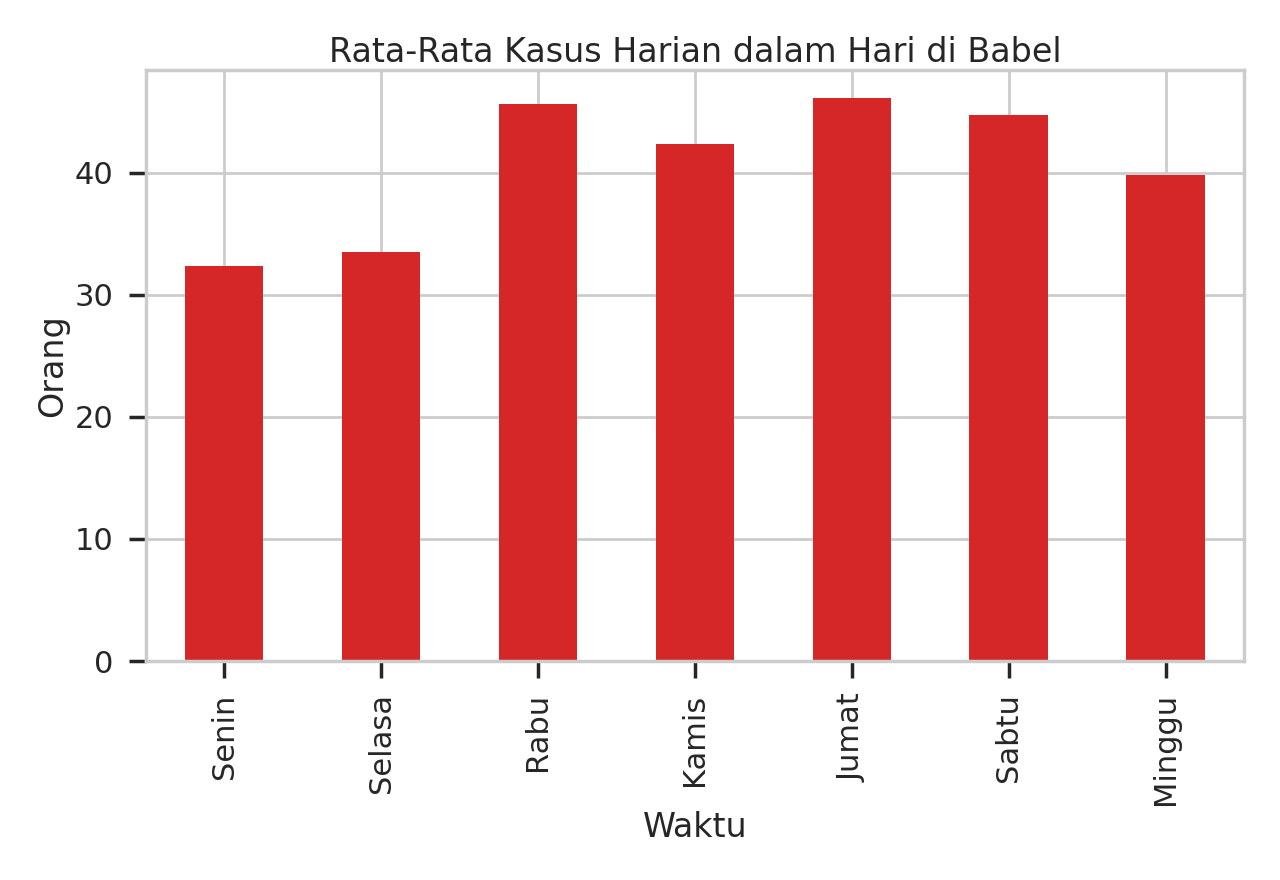 Rata-Rata Kasus Harian dalam Hari di Babel
Orang
40
30
20
10
0
Senin
Selasa
Rabu
Kamis
Jumat
Sabtu
Minggu
Waktu